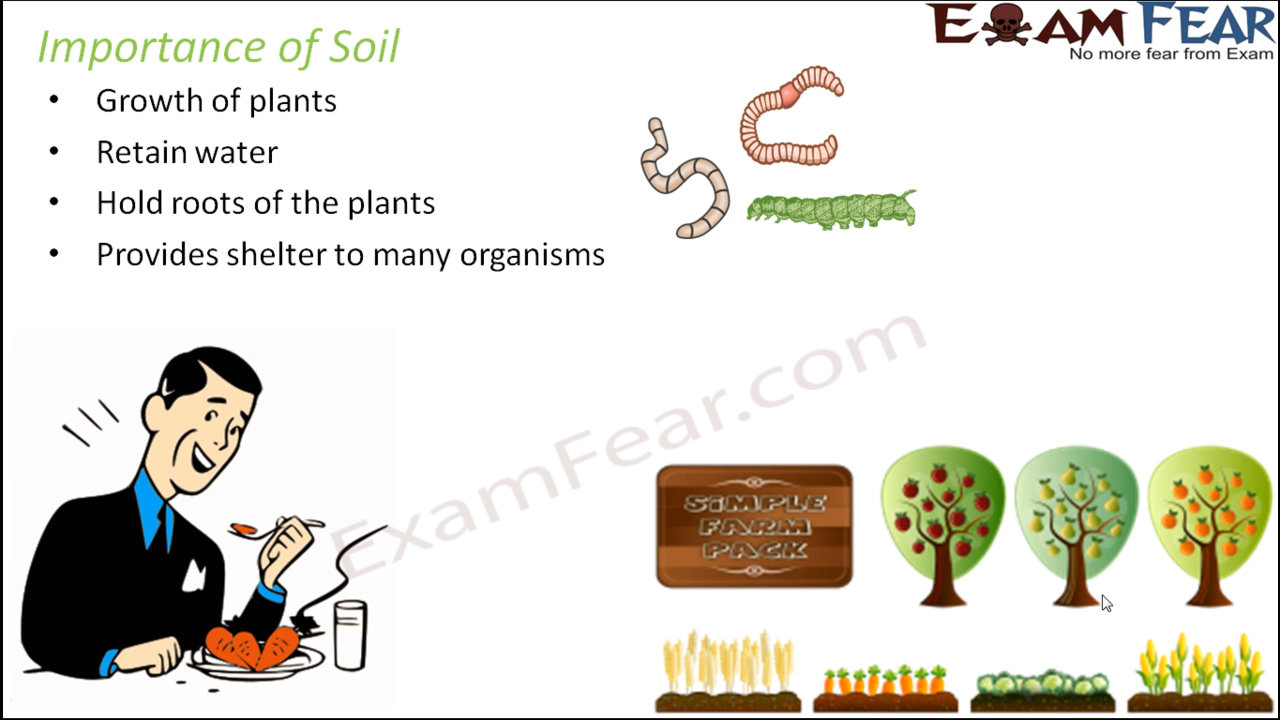 Importance of Soil
EXAM FEAR
No more fear from Exam
• Growth of plants
• Retain water
• Hold roots of the plants
• Provides shelter to many organisms
ExamFear.com
SIMPLE
FARM
PACK